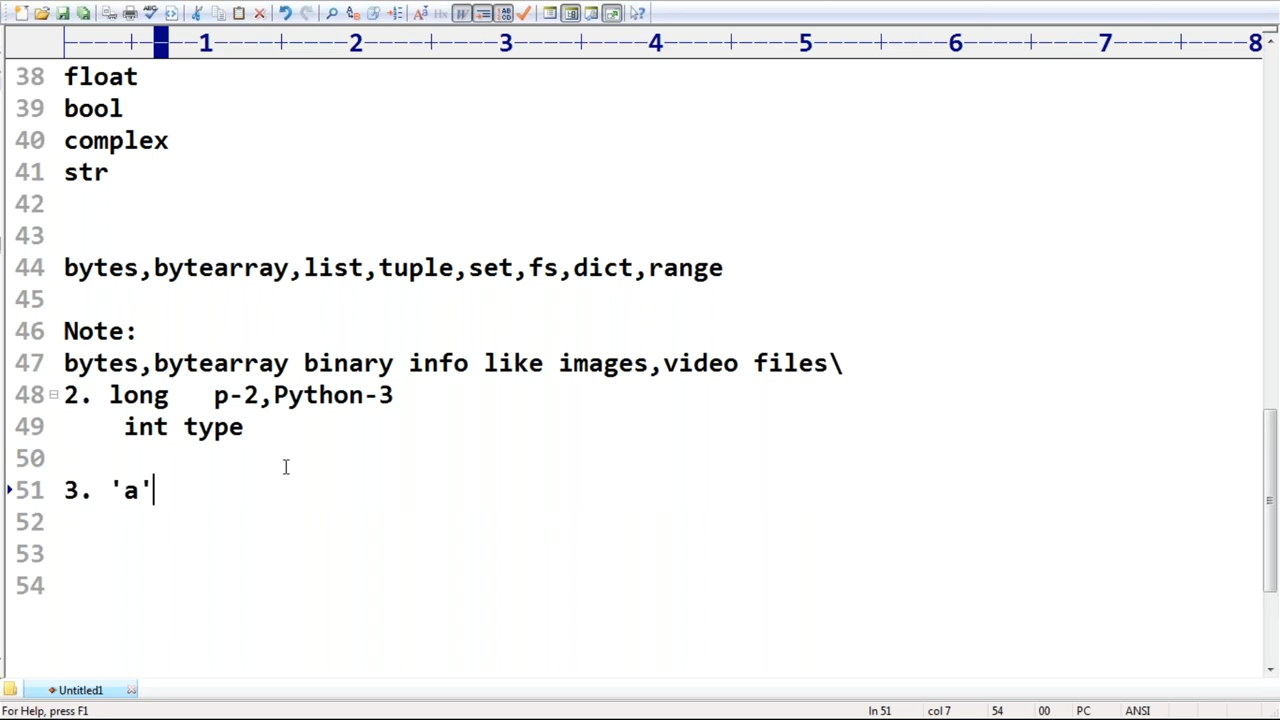 1 2 3 4 5 6 7 8
38 float
39 bool
40 complex
41 str
42
43
44 bytes,bytearray,list,tuple,set,fs,dict,range
45
46 Note:
47 bytes,bytearray binary info like images,video files\
48 2. long   p-2,Python-3
49     int type
50
51 3. 'a'
52
53
54
Untitled1
For Help, press F1 ln 51 col 7 54 00 PC ANSI